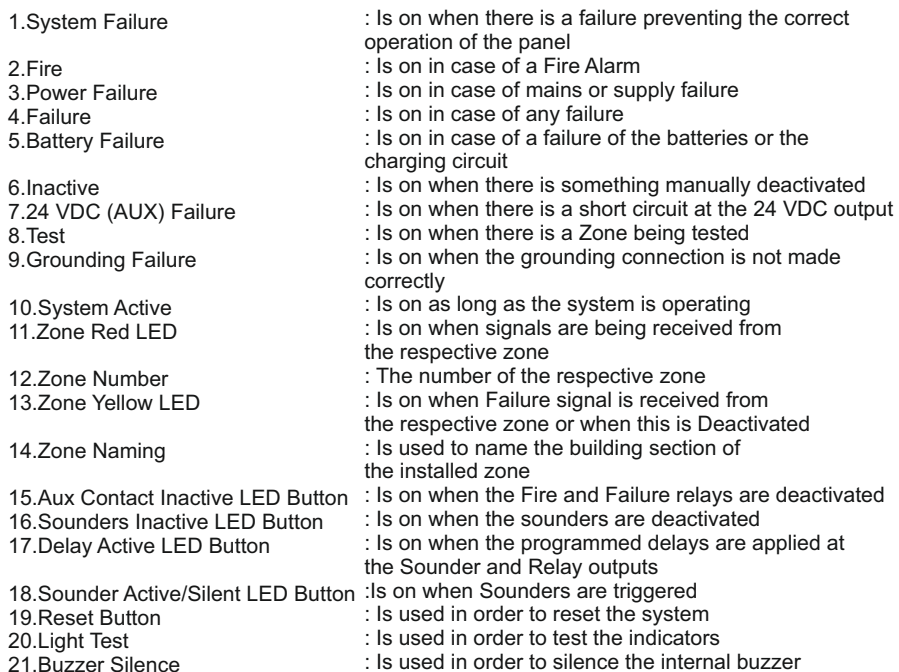 1.System Failure : Is on when there is a failure preventing the correct
operation of the panel
2.Fire : Is on in case of a Fire Alarm
3.Power Failure : Is on in case of mains or supply failure
4.Failure : Is on in case of any failure
5.Battery Failure : Is on in case of a failure of the batteries or the
charging circuit
6.Inactive : Is on when there is something manually deactivated
7.24 VDC (AUX) Failure : Is on when there is a short circuit at the 24 VDC output
8.Test : Is on when there is a Zone being tested
9.Grounding Failure : Is on when the grounding connection is not made
correctly
10.System Active : Is on as long as the system is operating
11.Zone Red LED : Is on when signals are being received from
the respective zone
12.Zone Number : The number of the respective zone
13.Zone Yellow LED : Is on when Failure signal is received from
the respective zone or when this is Deactivated
14.Zone Naming : Is used to name the building section of
the installed zone
15.Aux Contact Inactive LED Button : Is on when the Fire and Failure relays are deactivated
16.Sounders Inactive LED Button : Is on when the sounders are deactivated
17.Delay Active LED Button : Is on when the programmed delays are applied at
the Sounder and Relay outputs
18.Sounder Active/Silent LED Button :Is on when Sounders are triggered
19.Reset Button : Is used in order to reset the system
20.Light Test : Is used in order to test the indicators
21.Buzzer Silence : Is used in order to silence the internal buzzer